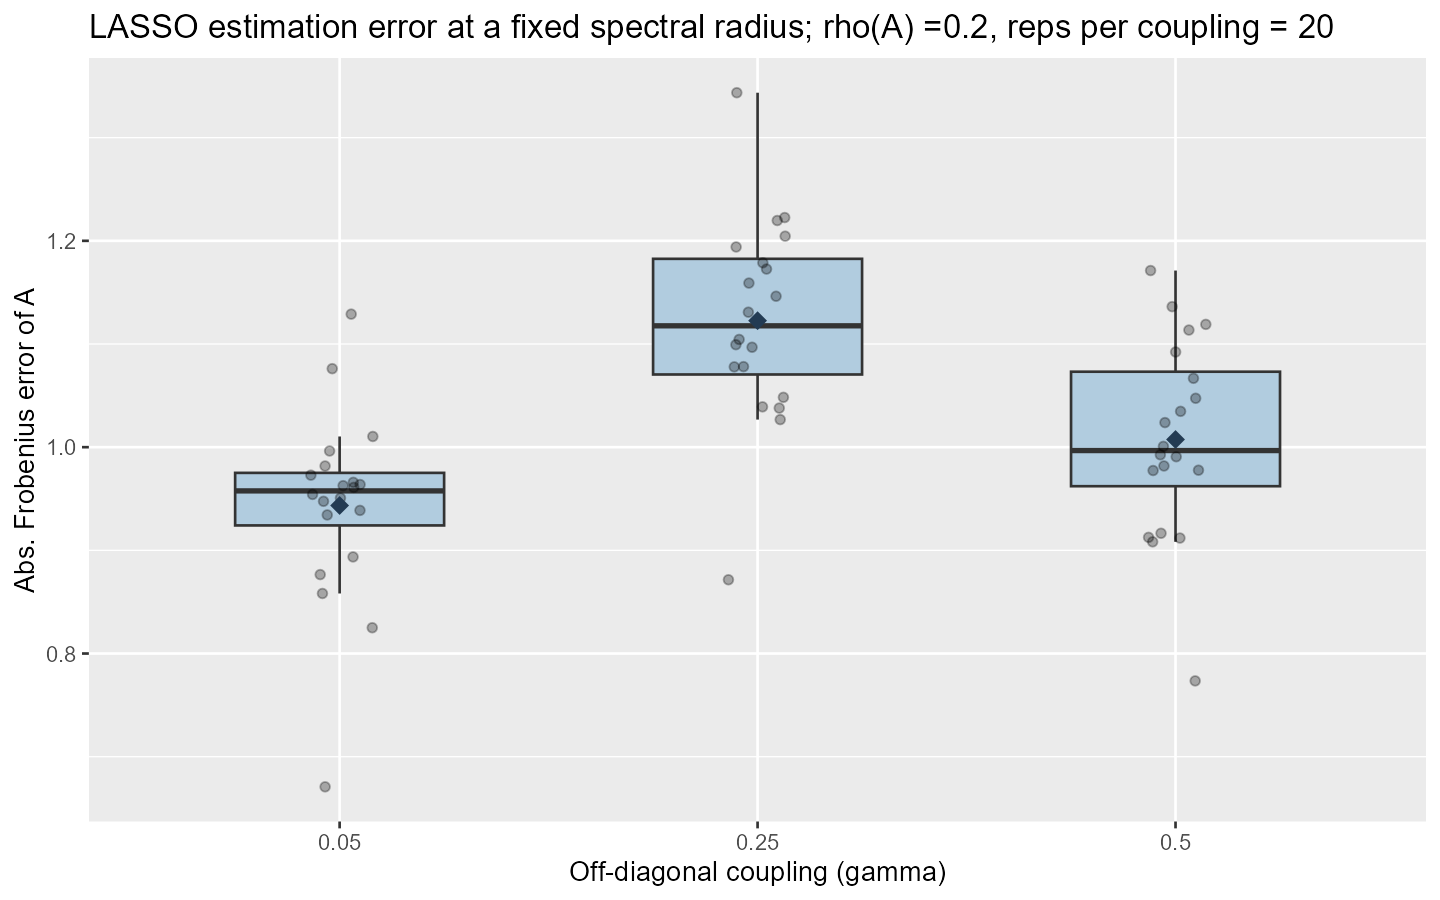 LASSO estimation error at a fixed spectral radius; rho(A) =0.2, reps per coupling = 20
Abs. Frobenius error of A
1.2
1.0
0.8
0.05
0.25
0.5
Off-diagonal coupling (gamma)